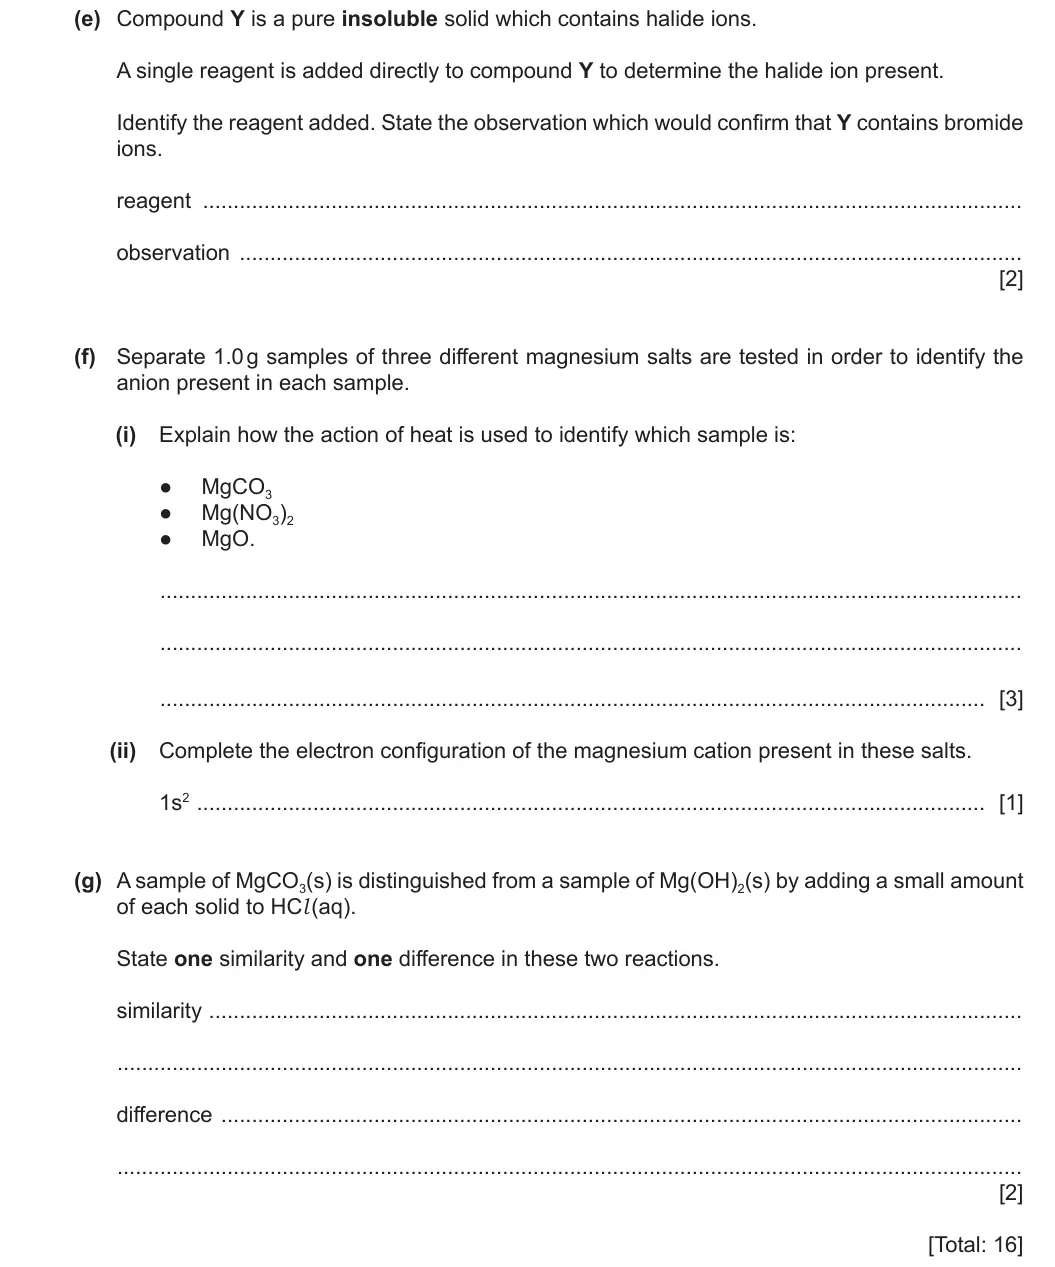 (e) Compound Y is a pure insoluble solid which contains halide ions.
A single reagent is added directly to compound Y to determine the halide ion present.
Identify the reagent added. State the observation which would confirm that Y contains bromide
ions.
reagent ..........................................................................................................................................
observation ....................................................................................................................................
[2]
(f) Separate 1.0 g samples of three different magnesium salts are tested in order to identify the
anion present in each sample.
(i) Explain how the action of heat is used to identify which sample is:
● MgCO₃
● Mg(NO₃)₂
● MgO.
..................................................................................................................................................
..................................................................................................................................................
............................................................................................................................................ [3]
(ii) Complete the electron configuration of the magnesium cation present in these salts.
1s² ...................................................................................................................................... [1]
(g) A sample of MgCO₃(s) is distinguished from a sample of Mg(OH)₂(s) by adding a small amount
of each solid to HCl(aq).
State one similarity and one difference in these two reactions.
similarity .........................................................................................................................................
..........................................................................................................................................................
difference .......................................................................................................................................
..........................................................................................................................................................
[2]
[Total: 16]